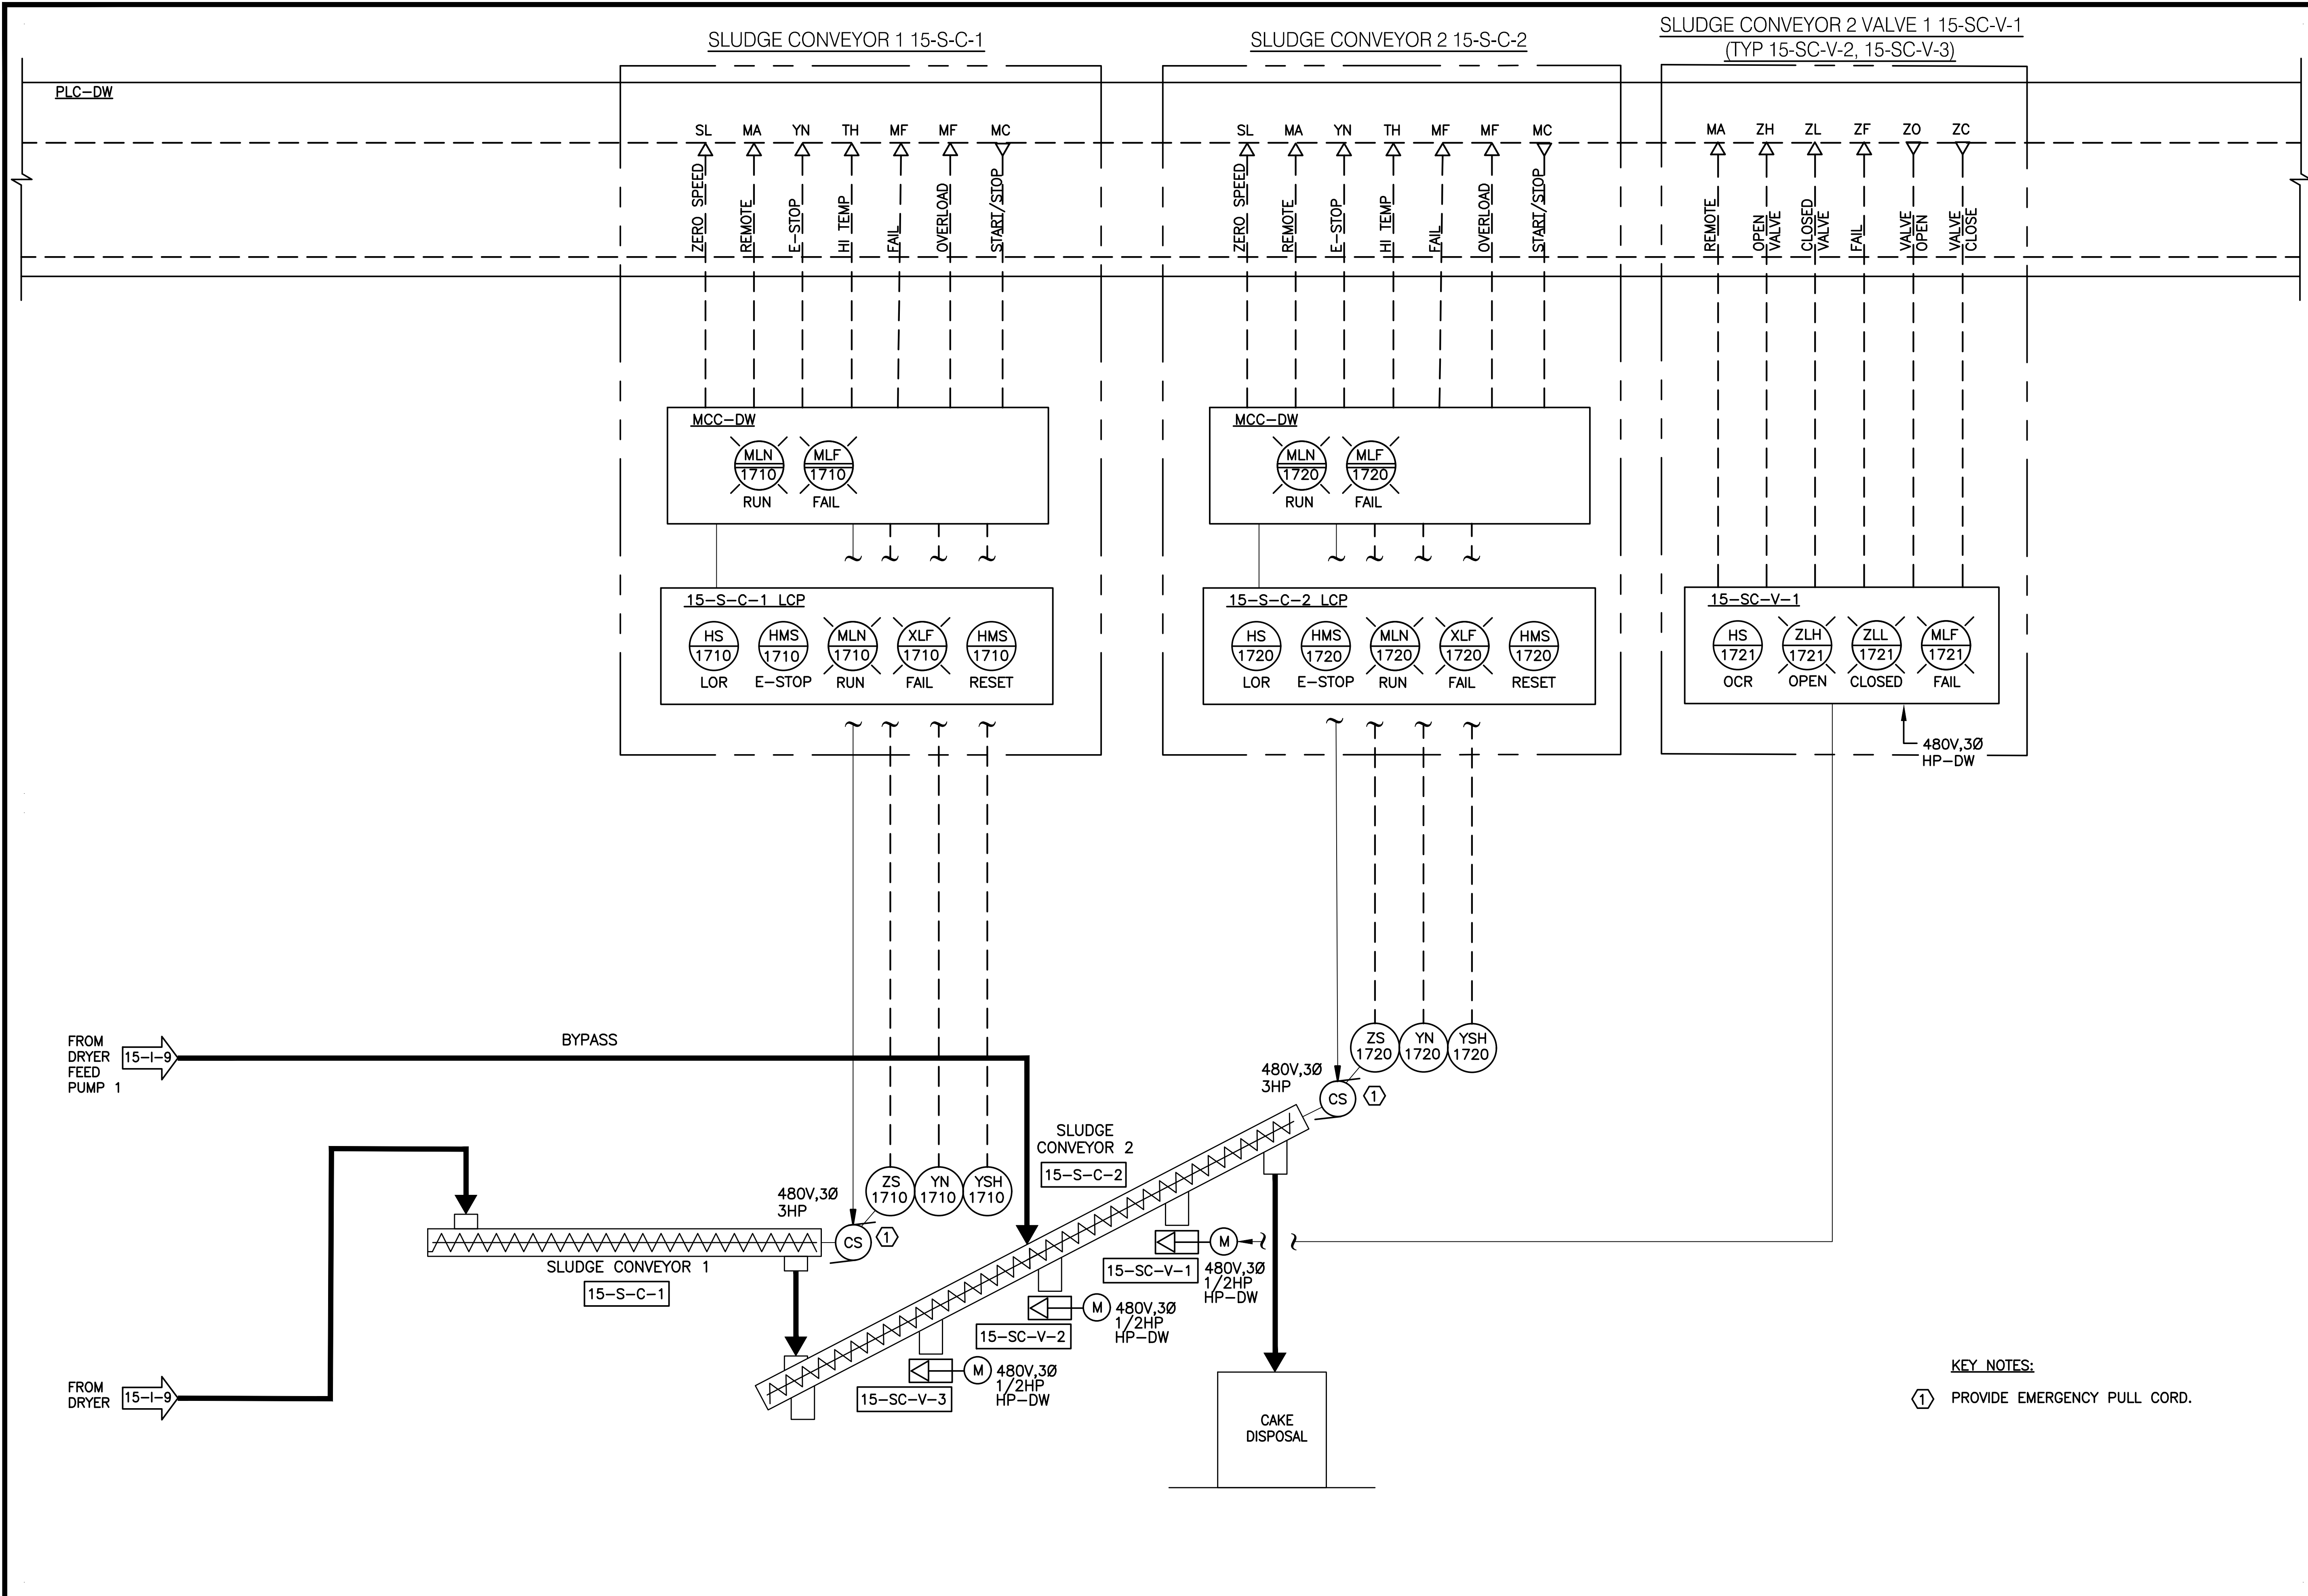 SLUDGE CONVEYOR 1 15-S-C-1
SLUDGE CONVEYOR 2 15-S-C-2
SLUDGE CONVEYOR 2 VALVE 1 15-SC-V-1
(TYP 15-SC-V-2, 15-SC-V-3)
PLC-DW
SL MA YN TH MF MF MC
ZERO SPEED
REMOTE
E-STOP
HI TEMP
FAIL
OVERLOAD
START/STOP
SL MA YN TH MF MF MC
ZERO SPEED
REMOTE
E-STOP
HI TEMP
FAIL
OVERLOAD
START/STOP
MA ZH ZL ZF ZO ZC
REMOTE
OPEN
VALVE
CLOSED
VALVE
FAIL
VALVE
OPEN
VALVE
CLOSE
MCC-DW
MLN MLF
1710 1710
RUN FAIL
MCC-DW
MLN MLF
1720 1720
RUN FAIL
15-S-C-1 LCP
HS HMS MLN XLF HMS
1710 1710 1710 1710 1710
LOR E-STOP RUN FAIL RESET
15-S-C-2 LCP
HS HMS MLN XLF HMS
1720 1720 1720 1720 1720
LOR E-STOP RUN FAIL RESET
15-SC-V-1
HS ZLH ZLL MLF
1721 1721 1721 1721
OCR OPEN CLOSED FAIL
480V,3Ø
HP-DW
FROM
DRYER
FEED
PUMP 1
15-I-9
BYPASS
ZS YN YSH
1720 1720 1720
480V,3Ø
3HP
CS
1
SLUDGE
CONVEYOR 2
15-S-C-2
ZS YN YSH
1710 1710 1710
480V,3Ø
3HP
CS
1
SLUDGE CONVEYOR 1
15-S-C-1
M
15-SC-V-1
480V,3Ø
1/2HP
HP-DW
M
15-SC-V-2
480V,3Ø
1/2HP
HP-DW
M
15-SC-V-3
480V,3Ø
1/2HP
HP-DW
FROM
DRYER
15-I-9
CAKE
DISPOSAL
KEY NOTES:
1 PROVIDE EMERGENCY PULL CORD.